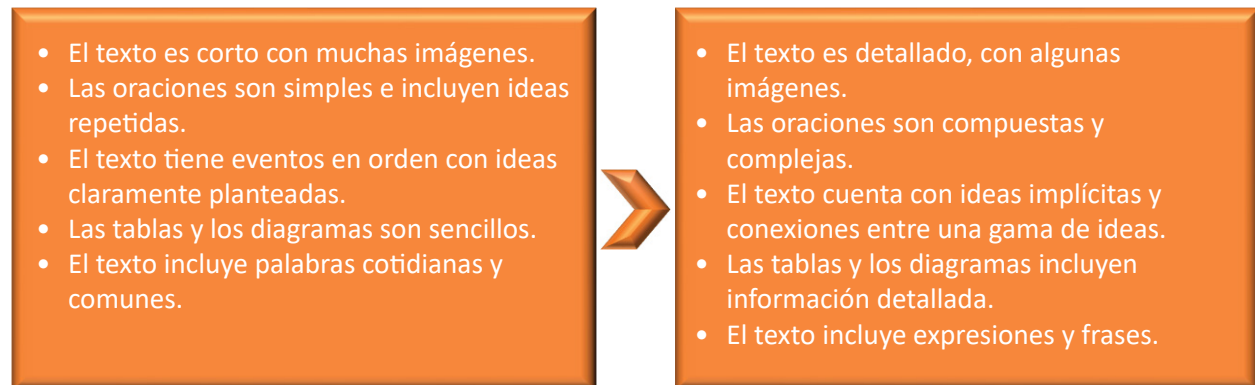 • El texto es corto con muchas imágenes.
• Las oraciones son simples e incluyen ideas
repetidas.
• El texto tiene eventos en orden con ideas
claramente planteadas.
• Las tablas y los diagramas son sencillos.
• El texto incluye palabras cotidianas y
comunes.
• El texto es detallado, con algunas
imágenes.
• Las oraciones son compuestas y
complejas.
• El texto cuenta con ideas implícitas y
conexiones entre una gama de ideas.
• Las tablas y los diagramas incluyen
información detallada.
• El texto incluye expresiones y frases.